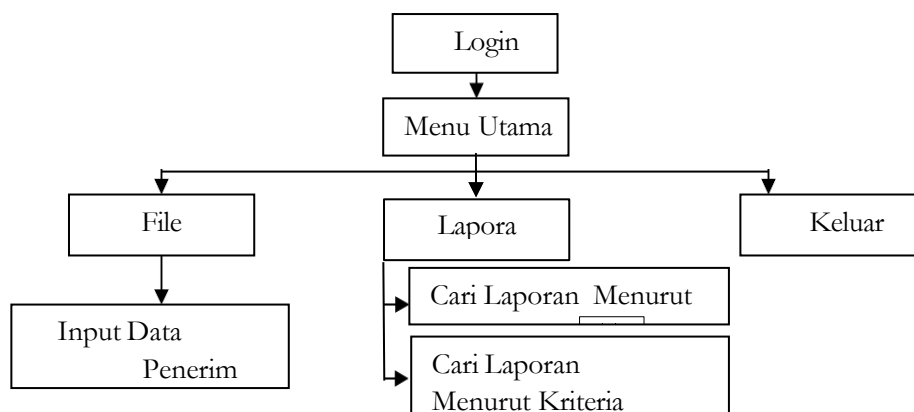 Login
Menu Utama
File
Lapora
Keluar
Cari Laporan Menurut
Input Data
Penerim
Cari Laporan
Menurut Kriteria